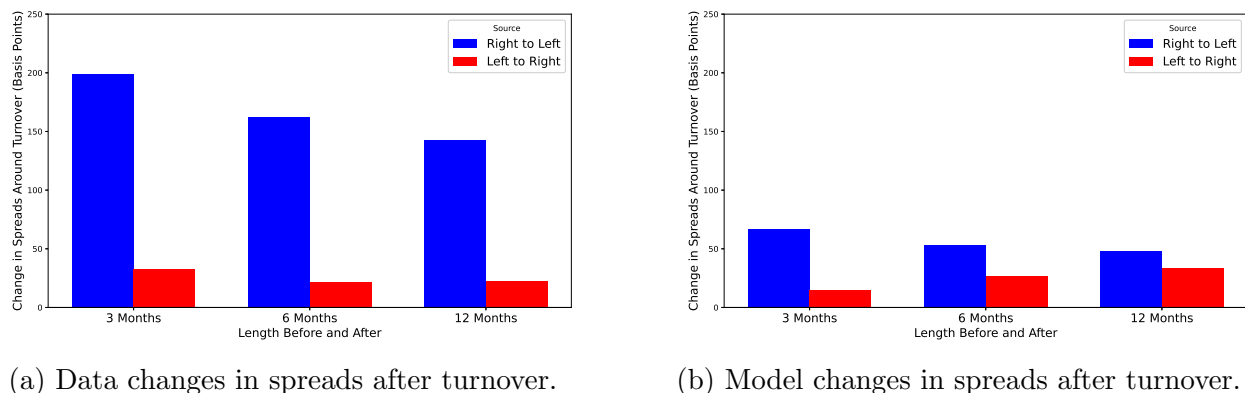 Change in Spreads Around Turnover (Basis Points)
250
200
150
100
50
0
Source
Right to Left
Left to Right
3 Months
6 Months
12 Months
Length Before and After
(a) Data changes in spreads after turnover.
Change in Spreads Around Turnover (Basis Points)
250
200
150
100
50
0
Source
Right to Left
Left to Right
3 Months
6 Months
12 Months
Length Before and After
(b) Model changes in spreads after turnover.